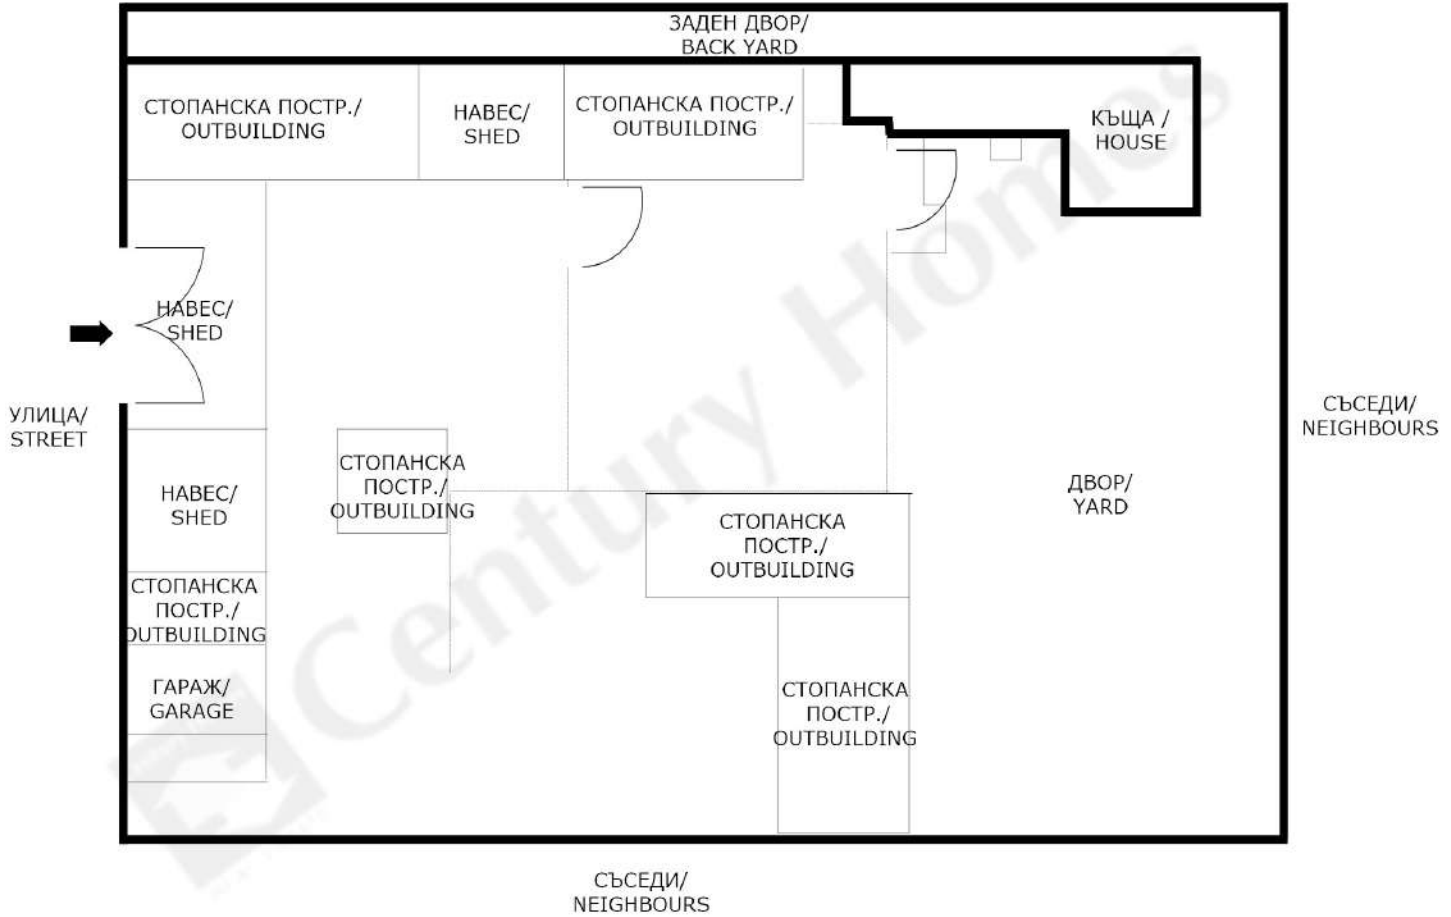 ЗАДЕН ДВОР/
BACK YARD
СТОПАНСКА ПОСТР./
OUTBUILDING
НАВЕС/
SHED
СТОПАНСКА ПОСТР./
OUTBUILDING
КЪЩА /
HOUSE
НАВЕС/
SHED
УЛИЦА/
STREET
СЪСЕДИ/
NEIGHBOURS
НАВЕС/
SHED
СТОПАНСКА
ПОСТР./
OUTBUILDING
ДВОР/
YARD
СТОПАНСКА
ПОСТР./
OUTBUILDING
СТОПАНСКА
ПОСТР./
OUTBUILDING
ГАРАЖ/
GARAGE
СТОПАНСКА
ПОСТР./
OUTBUILDING
СЪСЕДИ/
NEIGHBOURS
Century Homes